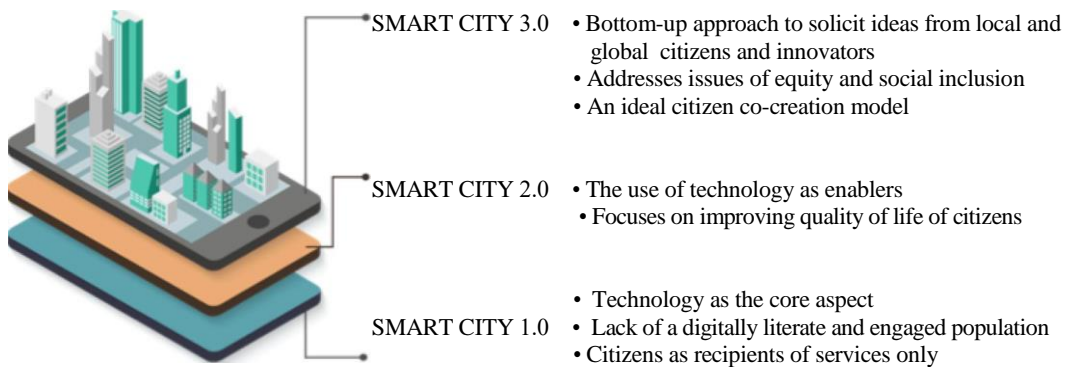 SMART CITY 3.0
• Bottom-up approach to solicit ideas from local and
global citizens and innovators
• Addresses issues of equity and social inclusion
• An ideal citizen co-creation model
SMART CITY 2.0
• The use of technology as enablers
• Focuses on improving quality of life of citizens
SMART CITY 1.0
• Technology as the core aspect
• Lack of a digitally literate and engaged population
• Citizens as recipients of services only